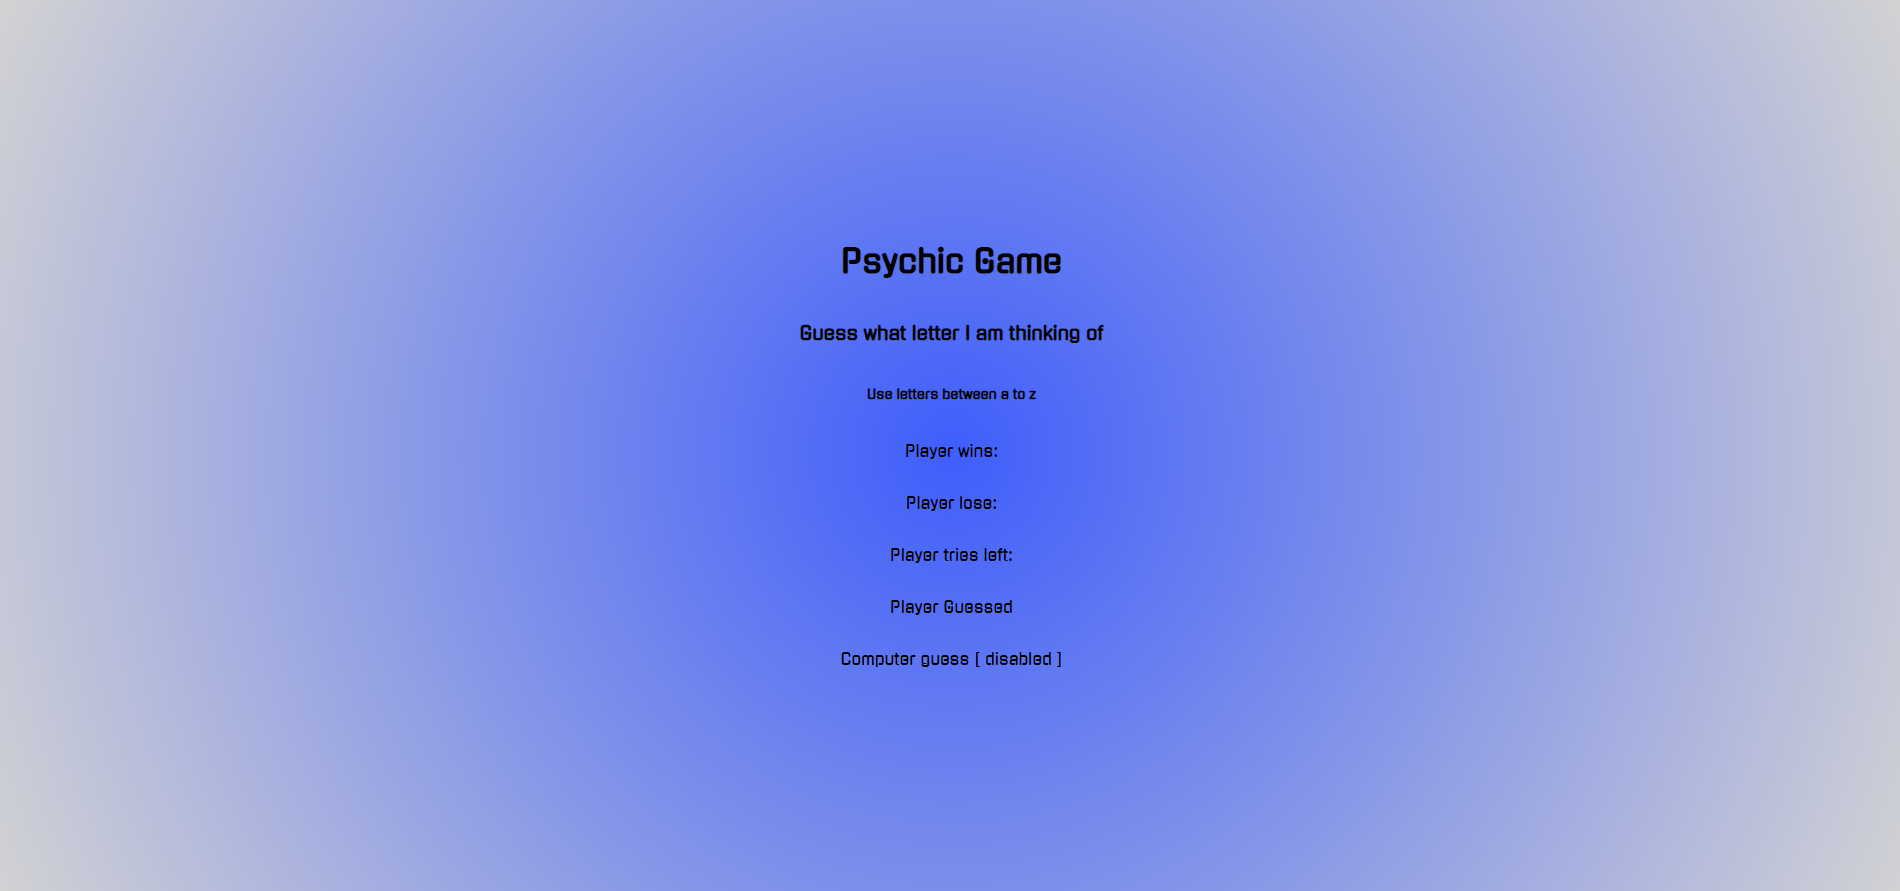 Psychic Game
Guess what letter I am thinking of
Use letters between a to z
Player wins:
Player lose:
Player tries left:
Player Guessed
Computer guess [ disabled ]